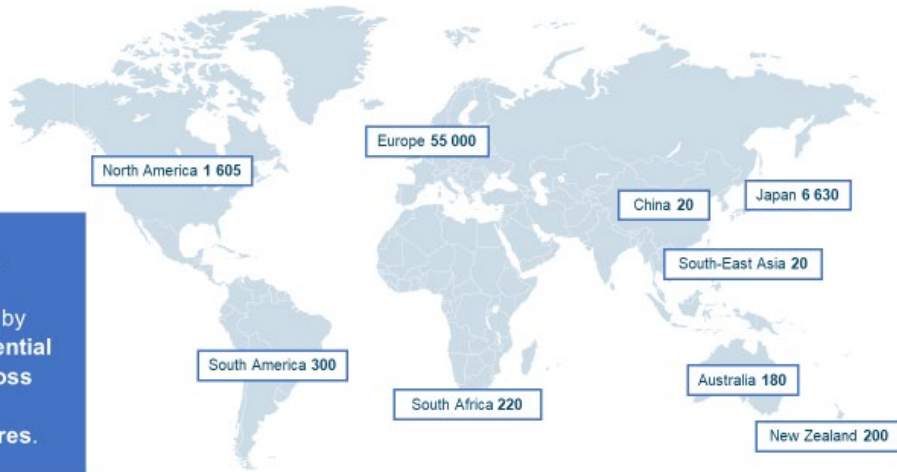 Europe 55 000
North America 1 605
China 20
Japan 6 630
South-East Asia 20
by
ential
oss
res.
South America 300
South Africa 220
Australia 180
New Zealand 200